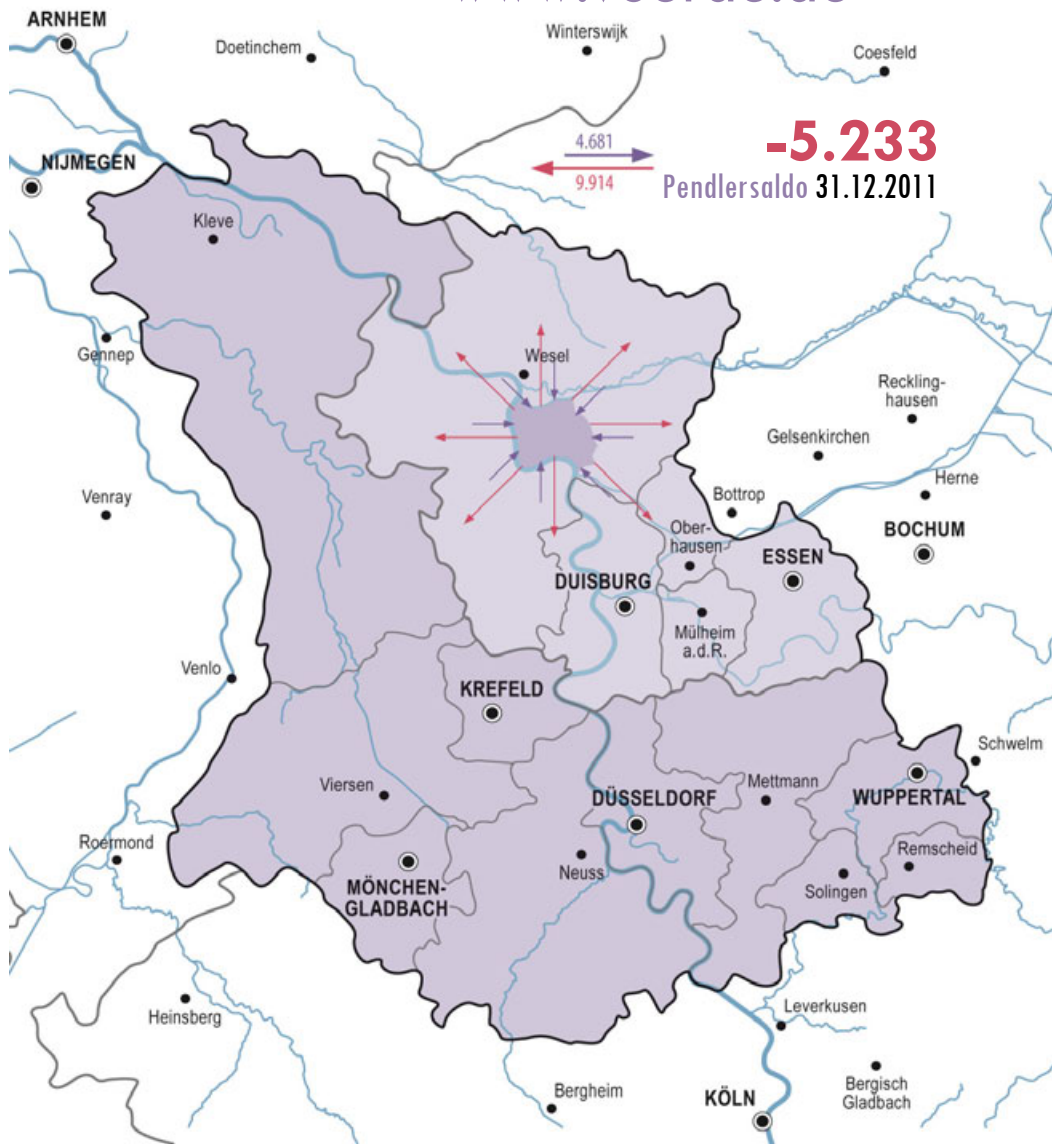 ARNHEM
Doetinchem
Winterswijk
Coesfeld
4.681
9.914
-5.233
Pendlersaldo 31.12.2011
NIJMEGEN
Kleve
Gennep
Wesel
Reckling-
hausen
Gelsenkirchen
Herne
Venray
Bottrop
BOCHUM
Ober-
hausen
ESSEN
DUISBURG
Mülheim
a.d.R.
Venlo
KREFELD
Schwelm
Viersen
Mettmann
DÜSSELDORF
WUPPERTAL
Roermond
Neuss
Remscheid
MÖNCHEN-
GLADBACH
Solingen
Heinsberg
Leverkusen
Bergheim
KÖLN
Bergisch
Gladbach